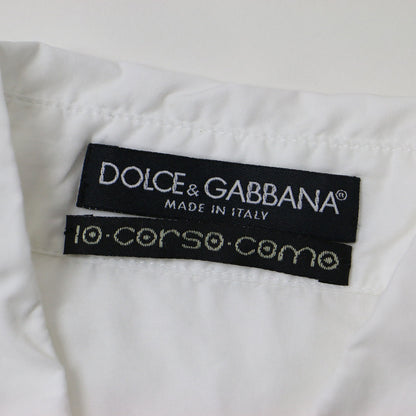 DOLCE & GABBANA®
MADE IN ITALY
10·corso·como